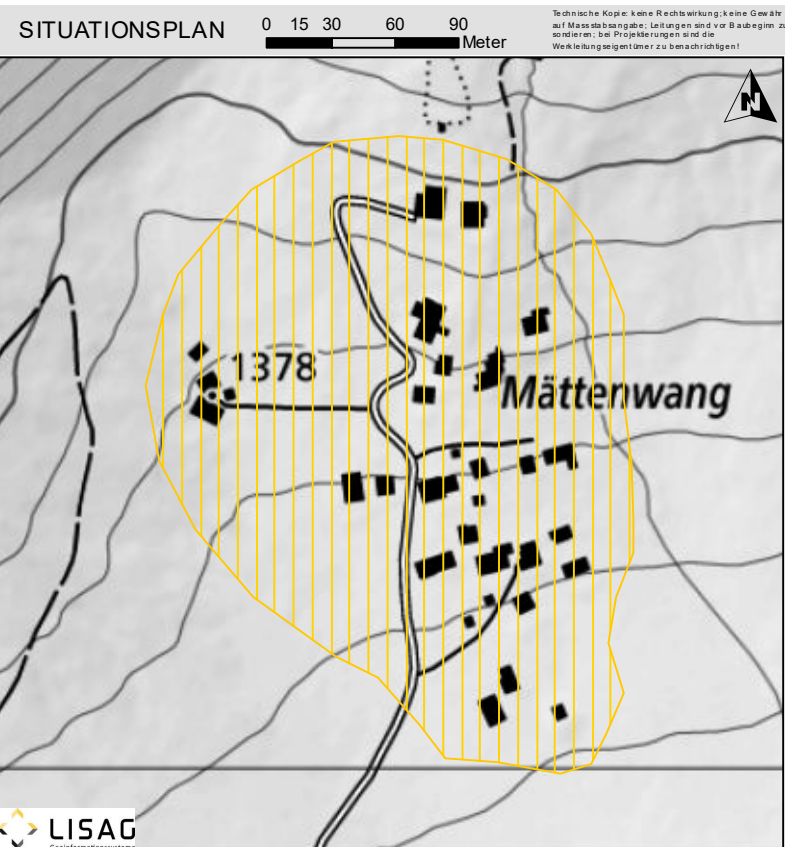 SITUATIONSPLAN
0 15 30 60 90
Meter
Technische Kopie: keine Rechtswirkung; keine Gewähr
auf Massstabsangabe; Leitungen sind vor Baubeginn zu
sondieren; bei Projektierungen sind die
Werkleitungseigentümer zu benachrichtigen!
N
1378
Mättenwang
LISAG